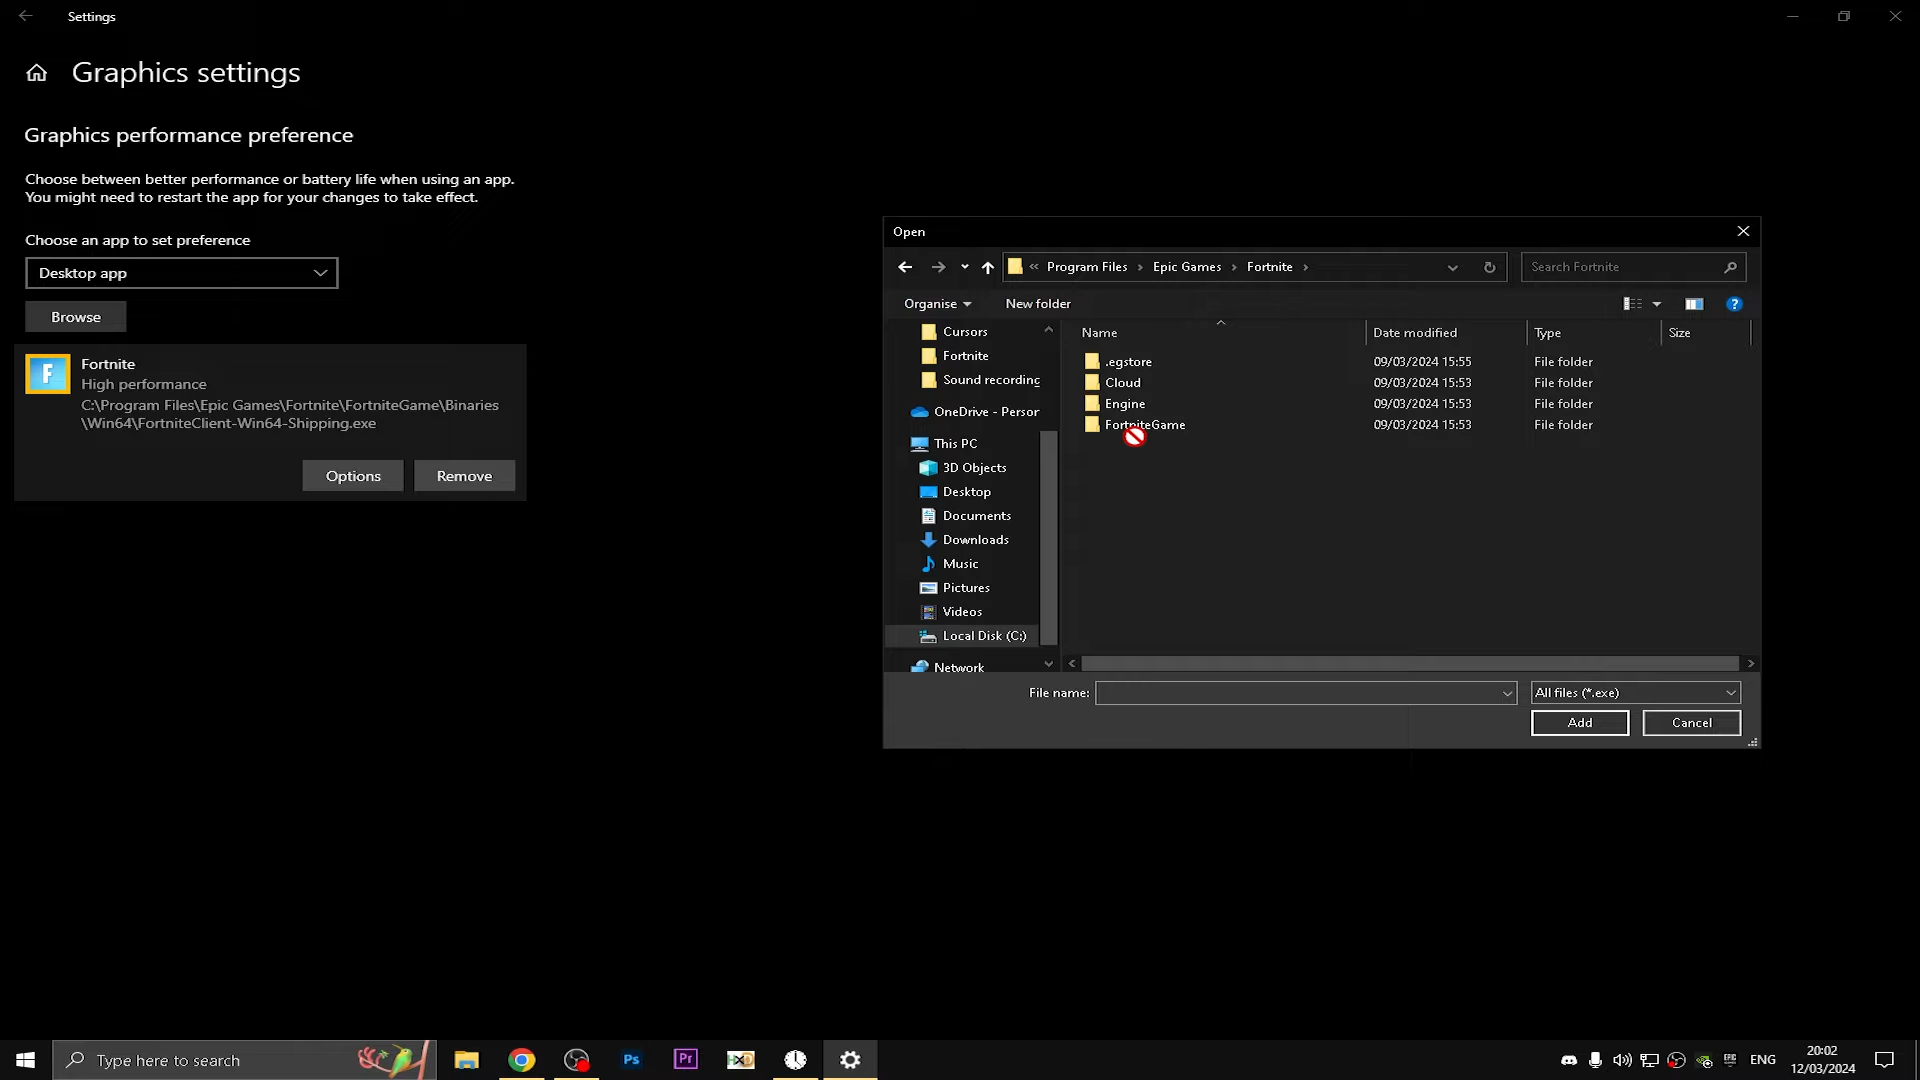 Settings
Graphics settings
Graphics performance preference
Choose between better performance or battery life when using an app.
You might need to restart the app for your changes to take effect.
Choose an app to set preference
Desktop app
Browse
F
Fortnite
High performance
C:\Program Files\Epic Games\Fortnite\FortniteGame\Binaries
\Win64\FortniteClient-Win64-Shipping.exe
Options
Remove
Open
« Program Files › Epic Games › Fortnite ›
Search Fortnite
Organise
New folder
?
Cursors
Fortnite
Sound recording
OneDrive - Person
This PC
3D Objects
Desktop
Documents
Downloads
Music
Pictures
Videos
Local Disk (C:)
Network
Name Date modified Type Size
.egstore 09/03/2024 15:55 File folder
Cloud 09/03/2024 15:53 File folder
Engine 09/03/2024 15:53 File folder
FortniteGame 09/03/2024 15:53 File folder
File name:
All files (*.exe)
Add
Cancel
Type here to search
Ps
Pr
ENG
20:02
12/03/2024